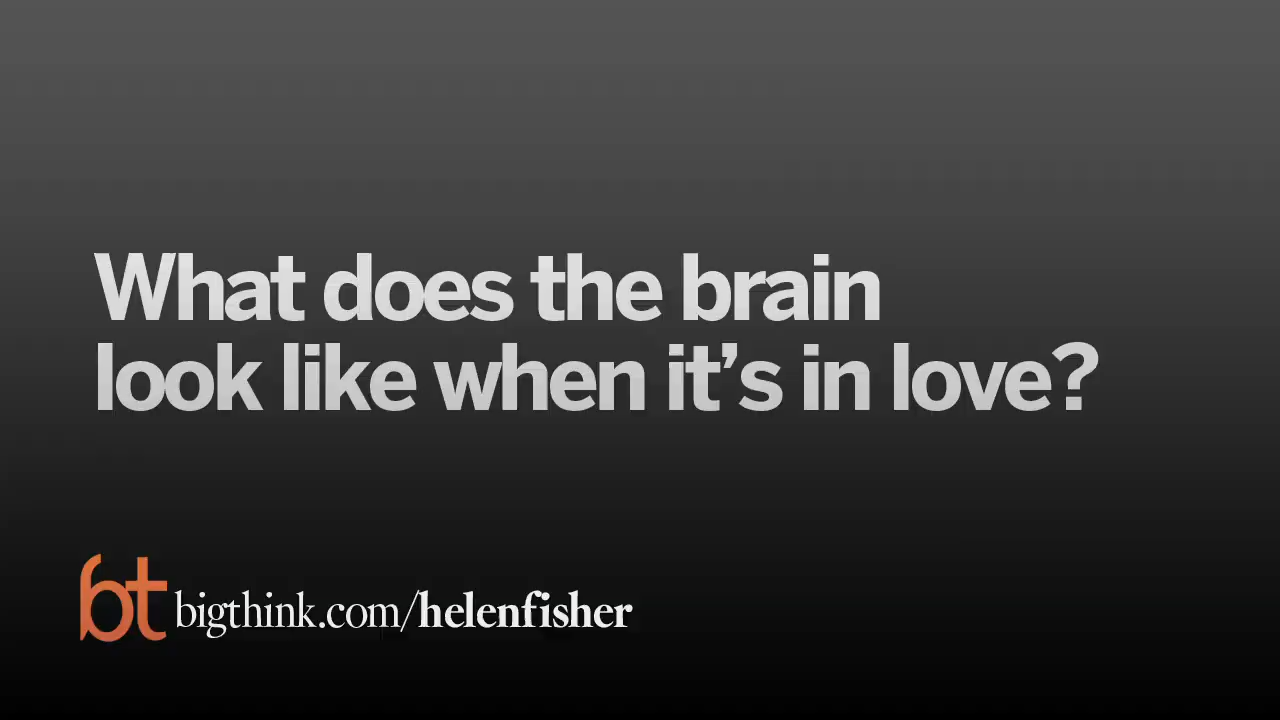 What does the brain
look like when it's in love?
bt bigthink.com/helenfisher